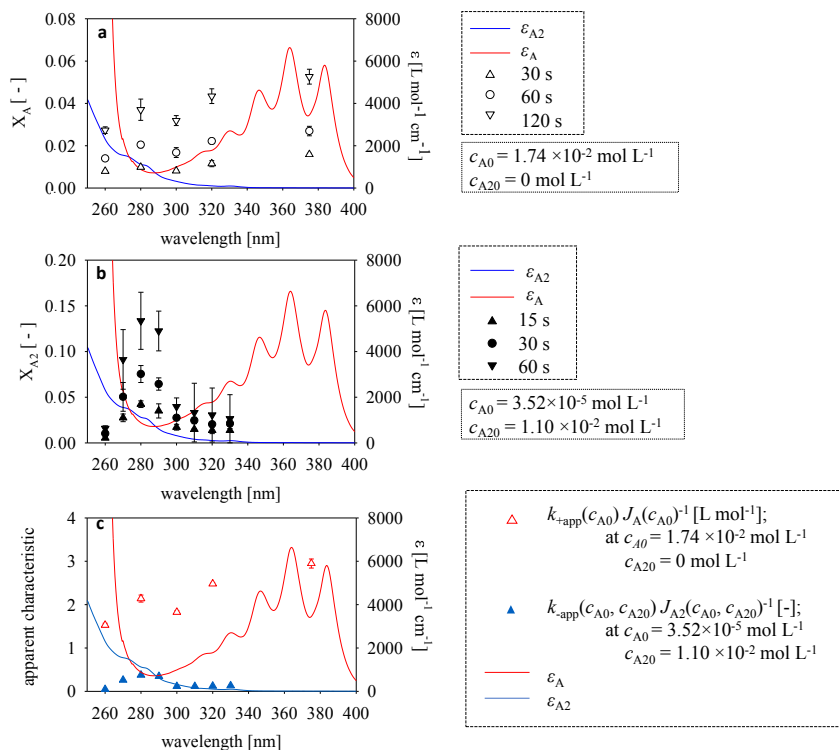 a
0.08
0.06
0.04
0.02
0.00
X_A [ - ]
8000
6000
4000
2000
0
ε [L mol⁻¹ cm⁻¹]
260 280 300 320 340 360 380 400
wavelength [nm]
ε_A2
ε_A
30 s
60 s
120 s
c_A0 = 1.74 ×10⁻² mol L⁻¹
c_A20 = 0 mol L⁻¹
b
0.20
0.15
0.10
0.05
0.00
X_A2 [ - ]
8000
6000
4000
2000
0
ε [L mol⁻¹ cm⁻¹]
260 280 300 320 340 360 380 400
wavelength [nm]
ε_A2
ε_A
15 s
30 s
60 s
c_A0 = 3.52×10⁻⁵ mol L⁻¹
c_A20 = 1.10 ×10⁻² mol L⁻¹
c
4
3
2
1
0
apparent characteristic
8000
6000
4000
2000
0
ε [L mol⁻¹ cm⁻¹]
260 280 300 320 340 360 380 400
wavelength [nm]
k_+app(c_A0) J_A(c_A0)⁻¹ [L mol⁻¹];
at c_A0 = 1.74 ×10⁻² mol L⁻¹
c_A20 = 0 mol L⁻¹
k_-app(c_A0, c_A20) J_A2(c_A0, c_A20)⁻¹ [-];
at c_A0 = 3.52×10⁻⁵ mol L⁻¹
c_A20 = 1.10 ×10⁻² mol L⁻¹
ε_A
ε_A2